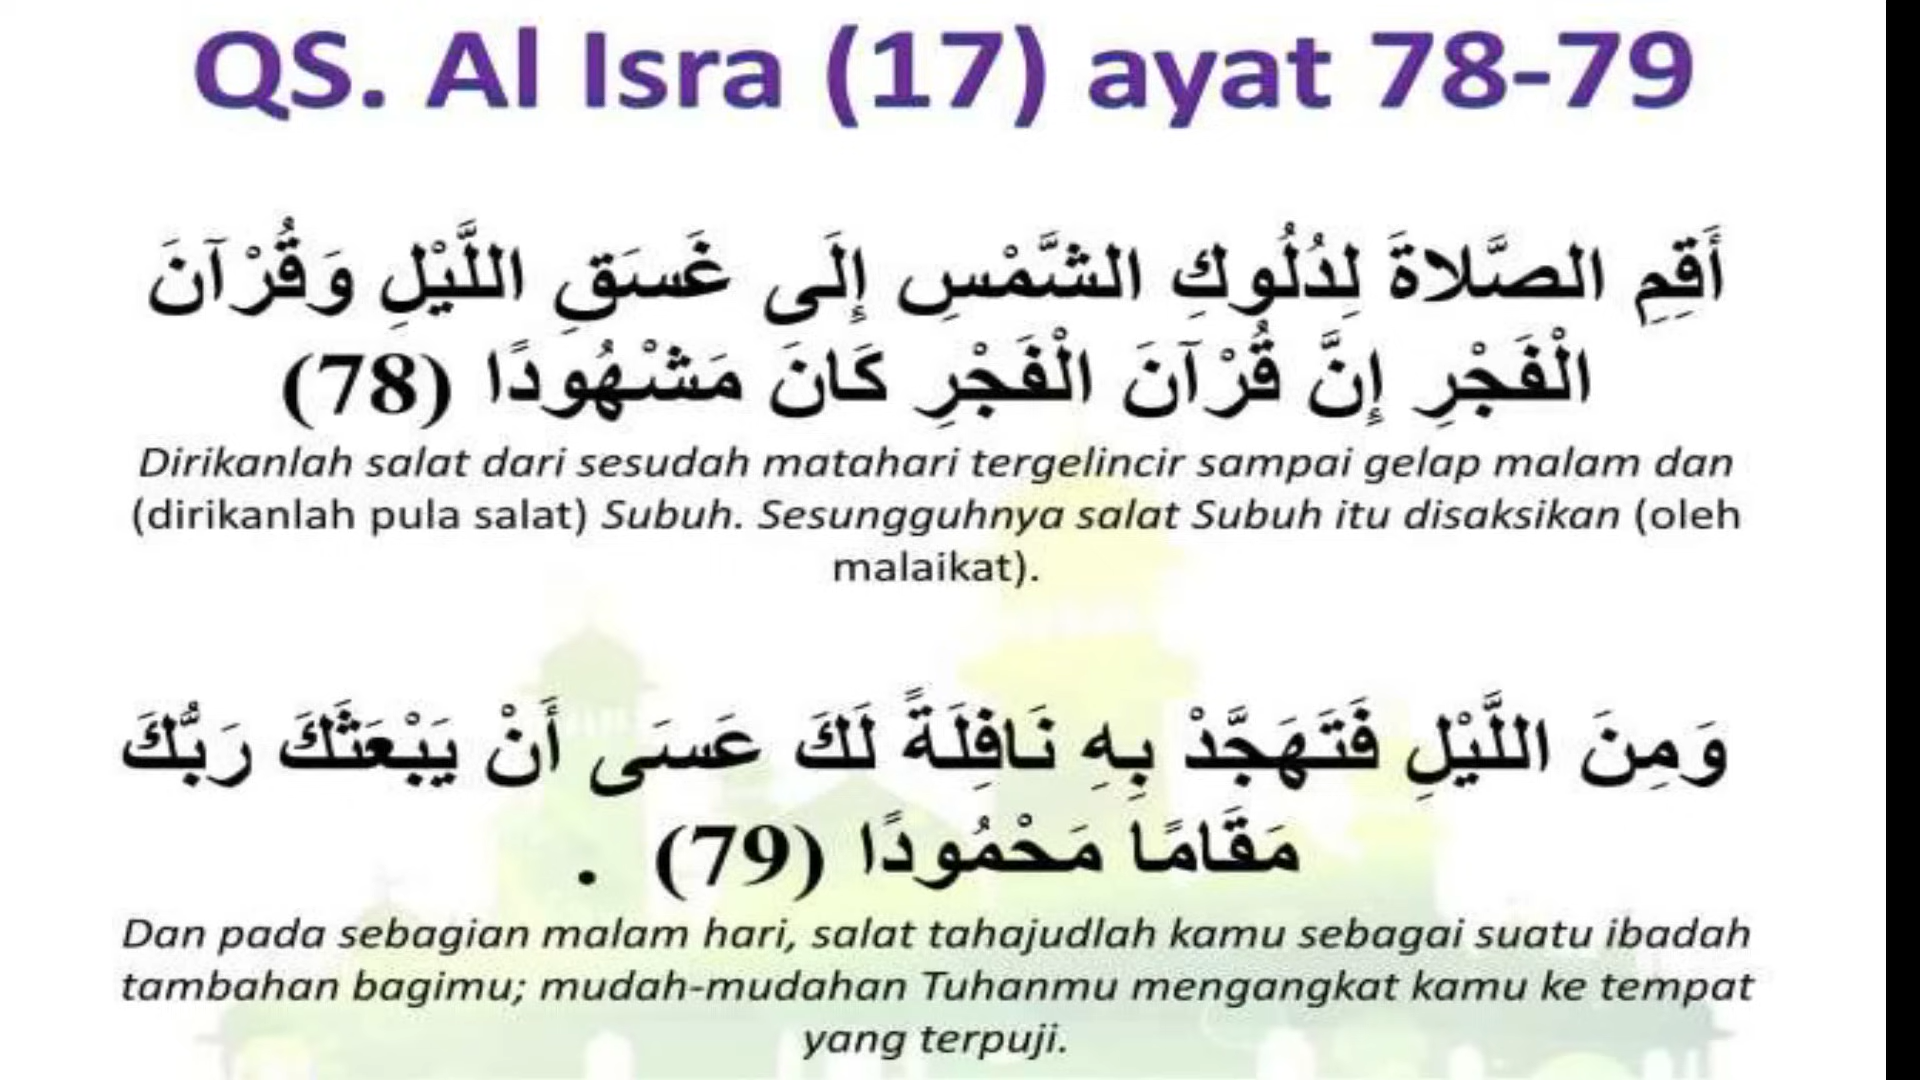 QS. Al Isra (17) ayat 78-79
أَقِمِ الصَّلاةَ لِدُلُوكِ الشَّمْسِ إِلَى غَسَقِ اللَّيْلِ وَقُرْآنَ
الْفَجْرِ إِنَّ قُرْآنَ الْفَجْرِ كَانَ مَشْهُودًا (78)
Dirikanlah salat dari sesudah matahari tergelincir sampai gelap malam dan
(dirikanlah pula salat) Subuh. Sesungguhnya salat Subuh itu disaksikan (oleh
malaikat).
وَمِنَ اللَّيْلِ فَتَهَجَّدْ بِهِ نَافِلَةً لَكَ عَسَى أَنْ يَبْعَثَكَ رَبُّكَ
مَقَامًا مَحْمُودًا (79) .
Dan pada sebagian malam hari, salat tahajudlah kamu sebagai suatu ibadah
tambahan bagimu; mudah-mudahan Tuhanmu mengangkat kamu ke tempat
yang terpuji.